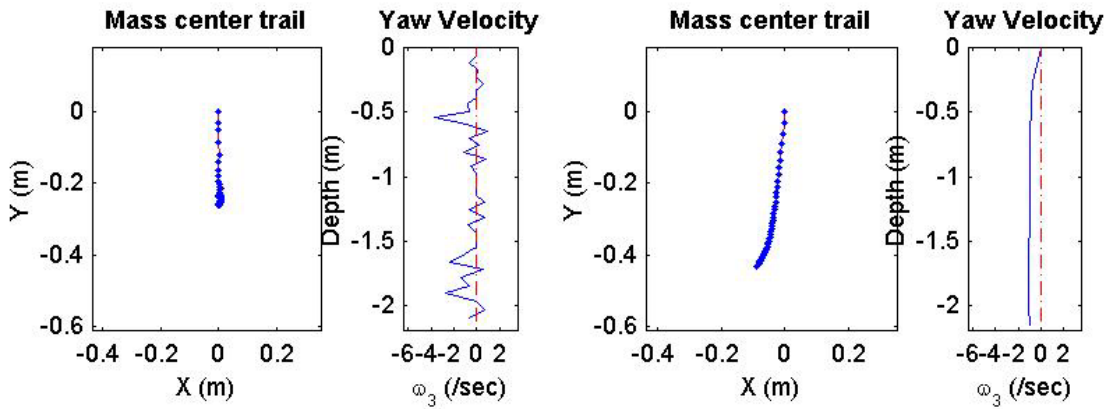 Mass center trail
Yaw Velocity
Mass center trail
Yaw Velocity
0
-0.2
-0.4
-0.6
Y (m)
-0.4 -0.2 0 0.2
X (m)
0
-0.5
-1
-1.5
-2
Depth (m)
-6-4-2 0 2
ω3 (/sec)
0
-0.2
-0.4
-0.6
Y (m)
-0.4 -0.2 0 0.2
X (m)
0
-0.5
-1
-1.5
-2
Depth (m)
-6-4-2 0 2
ω3 (/sec)